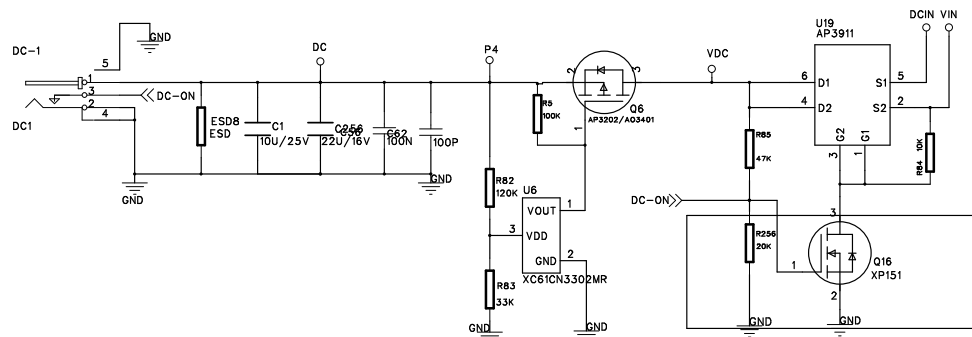 DC-1
5
GND
1
3
DC-ON
2
4
DC1
GND
ESD8
ESD
C1
10U/25V
DC
C256
22U/16V
C62
100N
100P
GND
P4
R5
100K
2
3
1
Q6
AP3202/AO3401
VDC
R82
120K
U6
VOUT
1
3
VDD
GND
2
XC61CN3302MR
R83
33K
GND
GND
U19
AP3911
DCIN
VIN
6
D1
S1
5
4
D2
S2
2
G2
G1
3
1
R85
47K
R84
10K
DC-ON
R256
20K
3
1
Q16
XP151
2
GND
GND